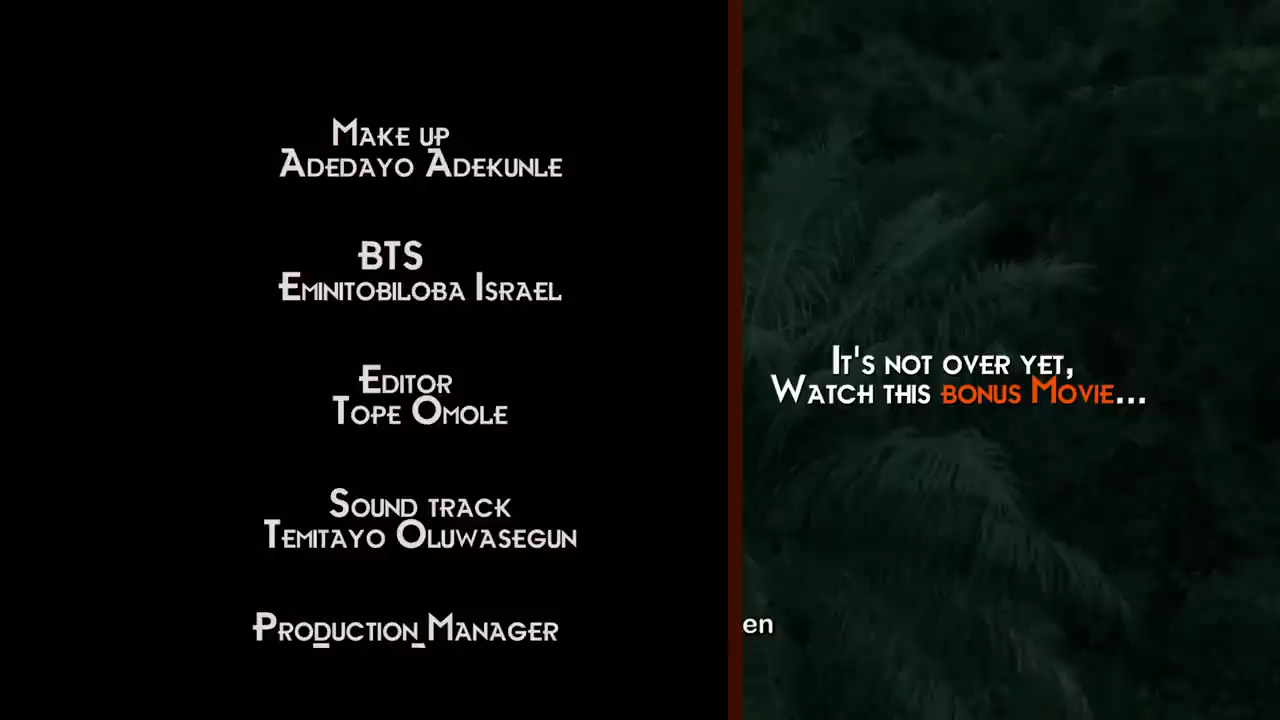 Make up
Adedayo Adekunle
BTS
Eminitobiloba Israel
Editor
Tope Omole
Sound track
Temitayo Oluwasegun
Production Manager
It's not over yet,
Watch this bonus Movie...
en